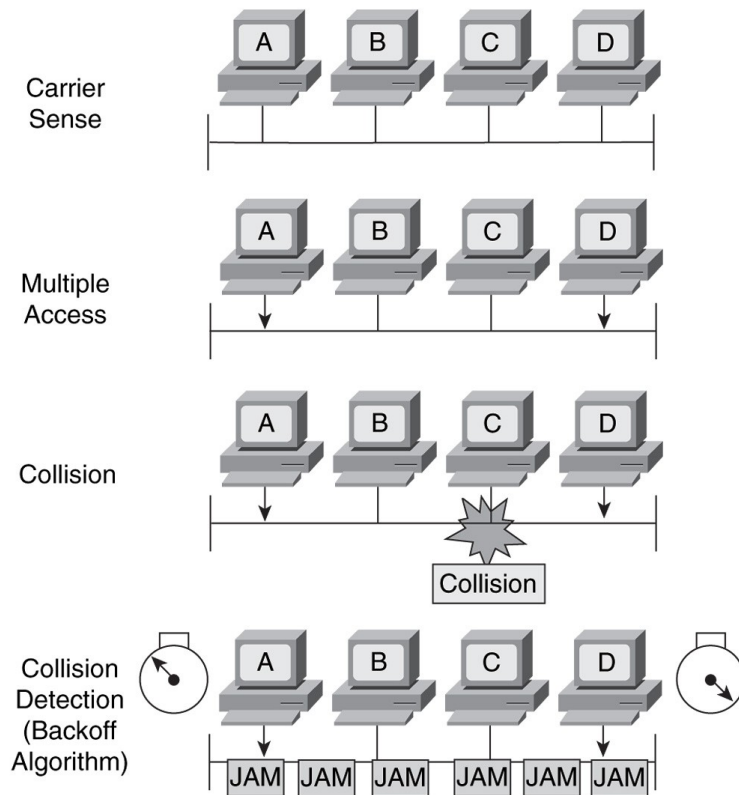 A B C D
Carrier
Sense
A B C D
Multiple
Access
A B C D
Collision
Collision
A B C D
Collision
Detection
(Backoff
Algorithm)
JAM JAM JAM JAM JAM JAM